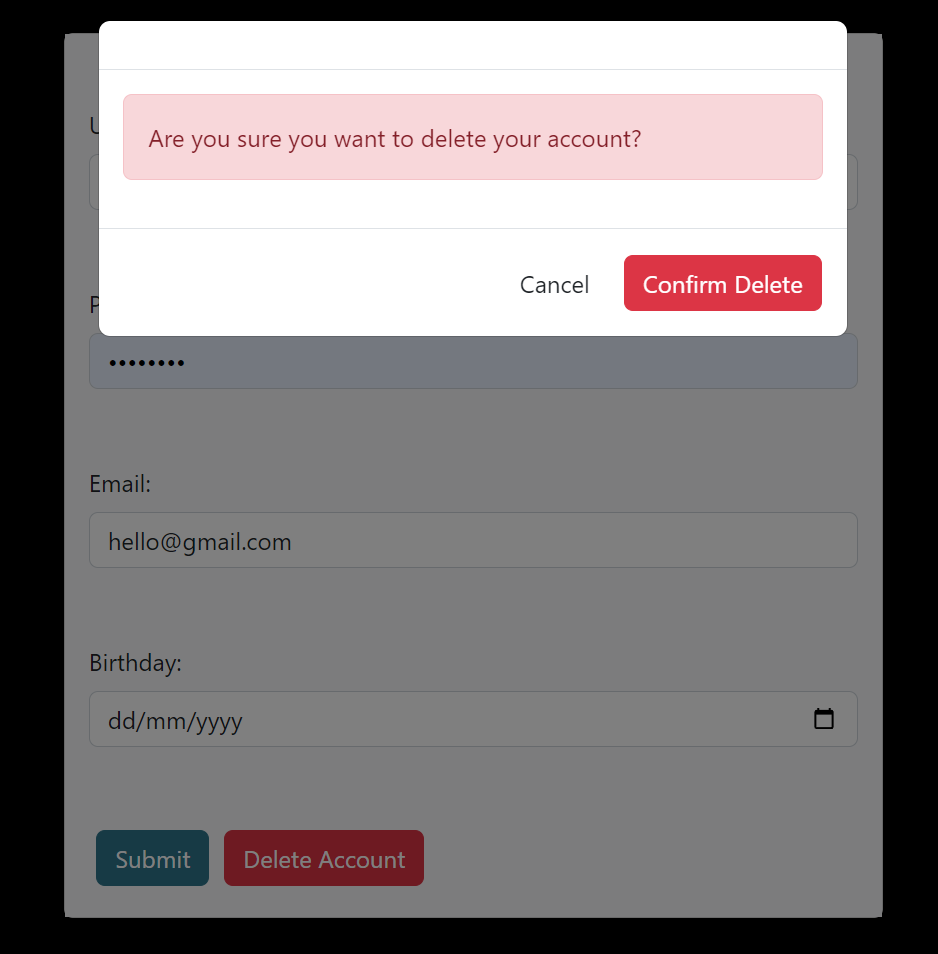 Are you sure you want to delete your account?
Cancel
Confirm Delete
••••••••
Email:
hello@gmail.com
Birthday:
dd/mm/yyyy
Submit
Delete Account